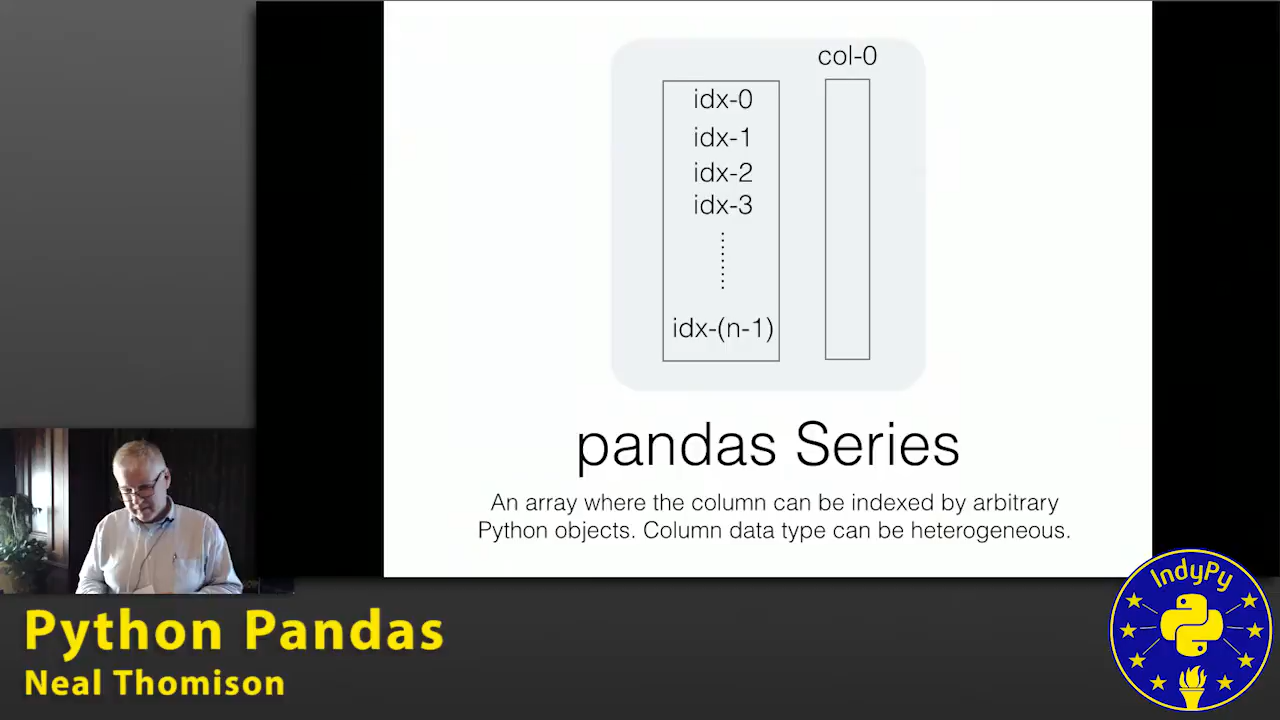 col-0
idx-0
idx-1
idx-2
idx-3
idx-(n-1)
pandas Series
An array where the column can be indexed by arbitrary
Python objects. Column data type can be heterogeneous.
Python Pandas
Neal Thomison
IndyPy